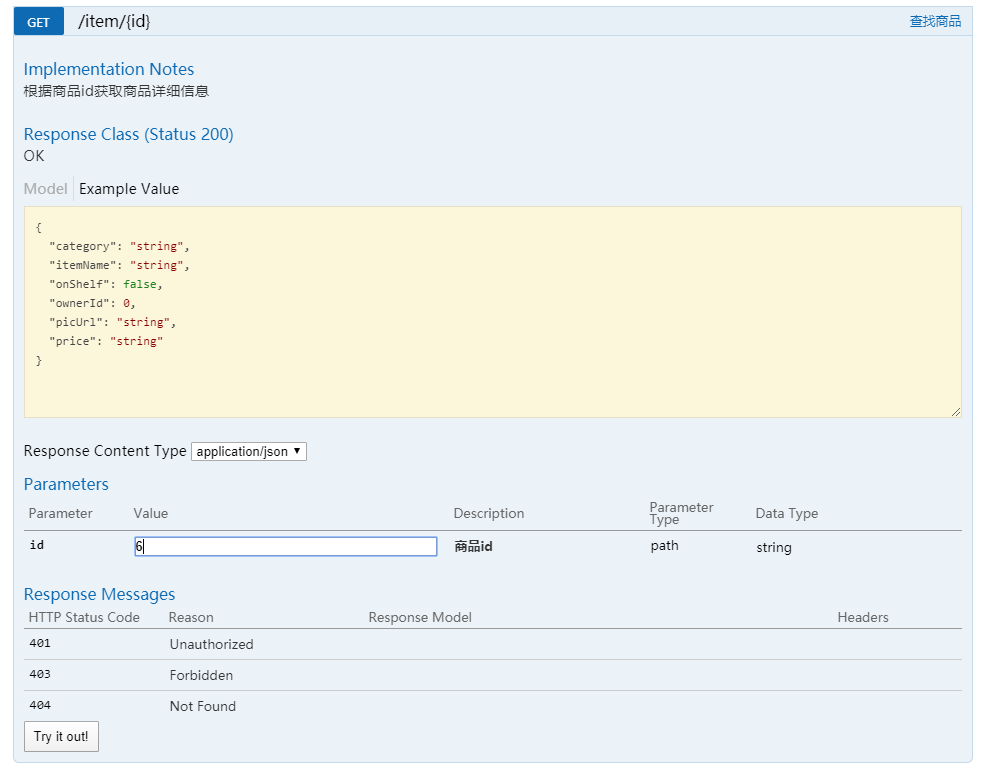 GET /item/{id} 查找商品
Implementation Notes
根据商品id获取商品详细信息
Response Class (Status 200)
OK
Model Example Value
{
"category": "string",
"itemName": "string",
"onShelf": false,
"ownerId": 0,
"picUrl": "string",
"price": "string"
}
Response Content Type application/json
Parameters
Parameter Value Description Parameter Type Data Type
id 6 商品id path string
Response Messages
HTTP Status Code Reason Response Model Headers
401 Unauthorized
403 Forbidden
404 Not Found
Try it out!